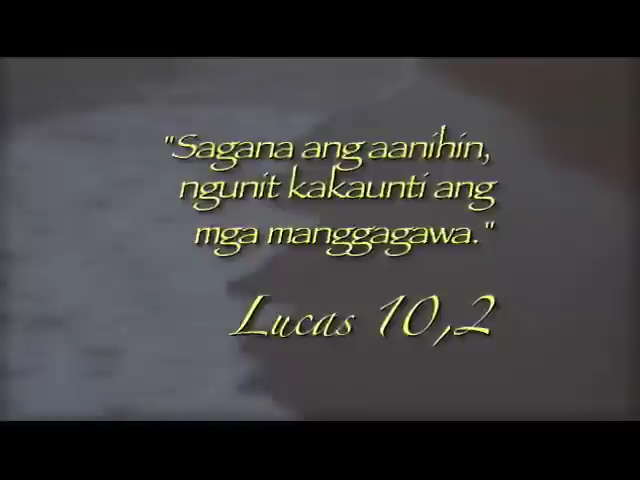 "Sagana ang aanihin,
ngunit kakaunti ang
mga manggagawa."
Lucas 10,2